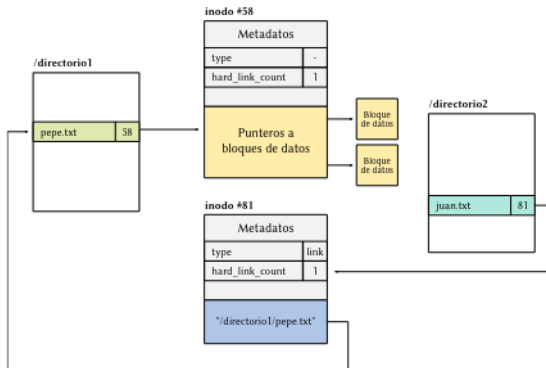 inodo #58
Metadatos
type -
hard_link_count 1
Punteros a
bloques de datos
Bloque
de datos
Bloque
de datos
/directorio1
pepe.txt 58
/directorio2
juan.txt 81
inodo #81
Metadatos
type link
hard_link_count 1
"/directorio1/pepe.txt"